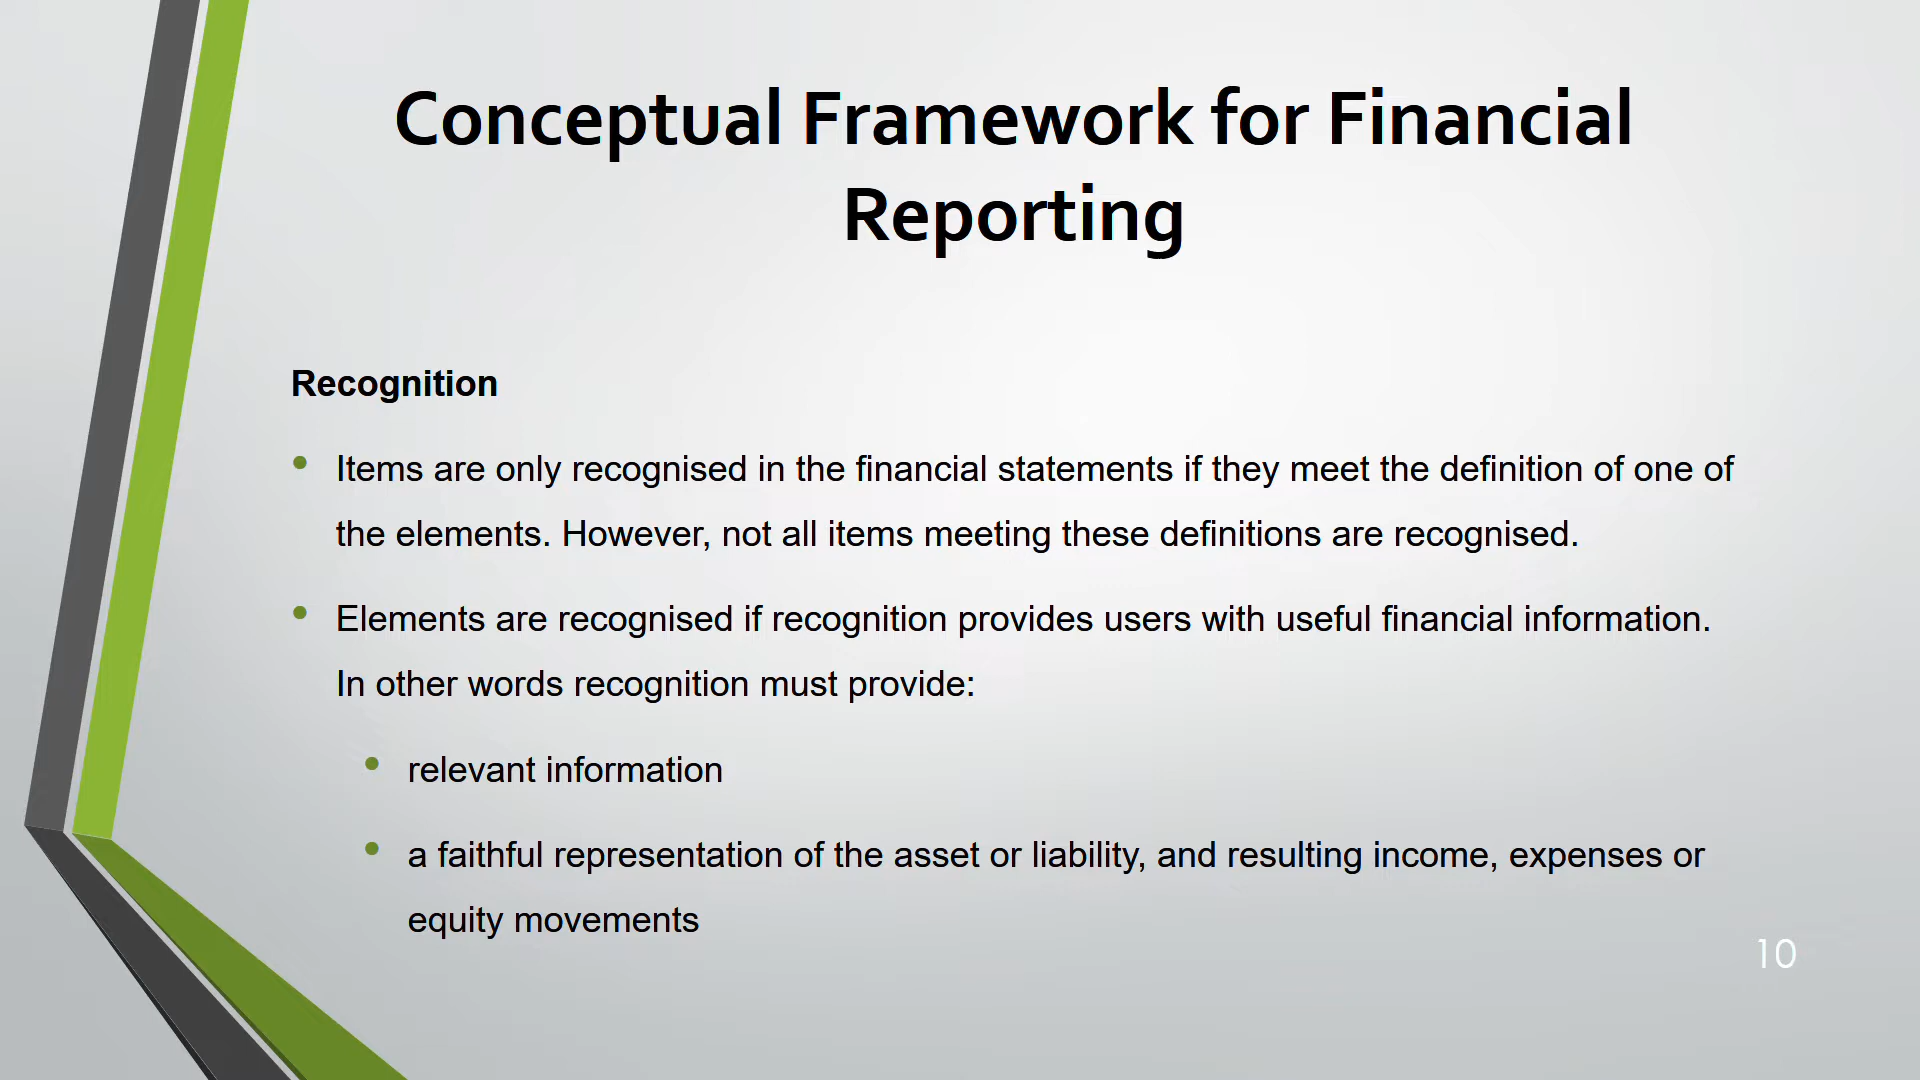 Conceptual Framework for Financial
Reporting
Recognition
• Items are only recognised in the financial statements if they meet the definition of one of
the elements. However, not all items meeting these definitions are recognised.
• Elements are recognised if recognition provides users with useful financial information.
In other words recognition must provide:
• relevant information
• a faithful representation of the asset or liability, and resulting income, expenses or
equity movements
10